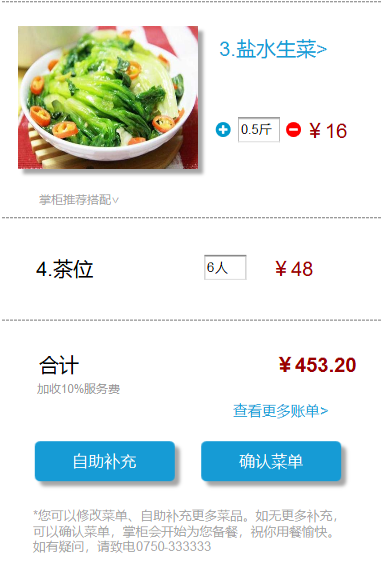 3.盐水生菜>
0.5斤
￥16
掌柜推荐搭配∨
4.茶位
6人
￥48
合计
￥453.20
加收10%服务费
查看更多账单>
自助补充
确认菜单
*您可以修改菜单、自助补充更多菜品。如无更多补充，
可以确认菜单，掌柜会开始为您备餐，祝你用餐愉快。
如有疑问，请致电0750-333333